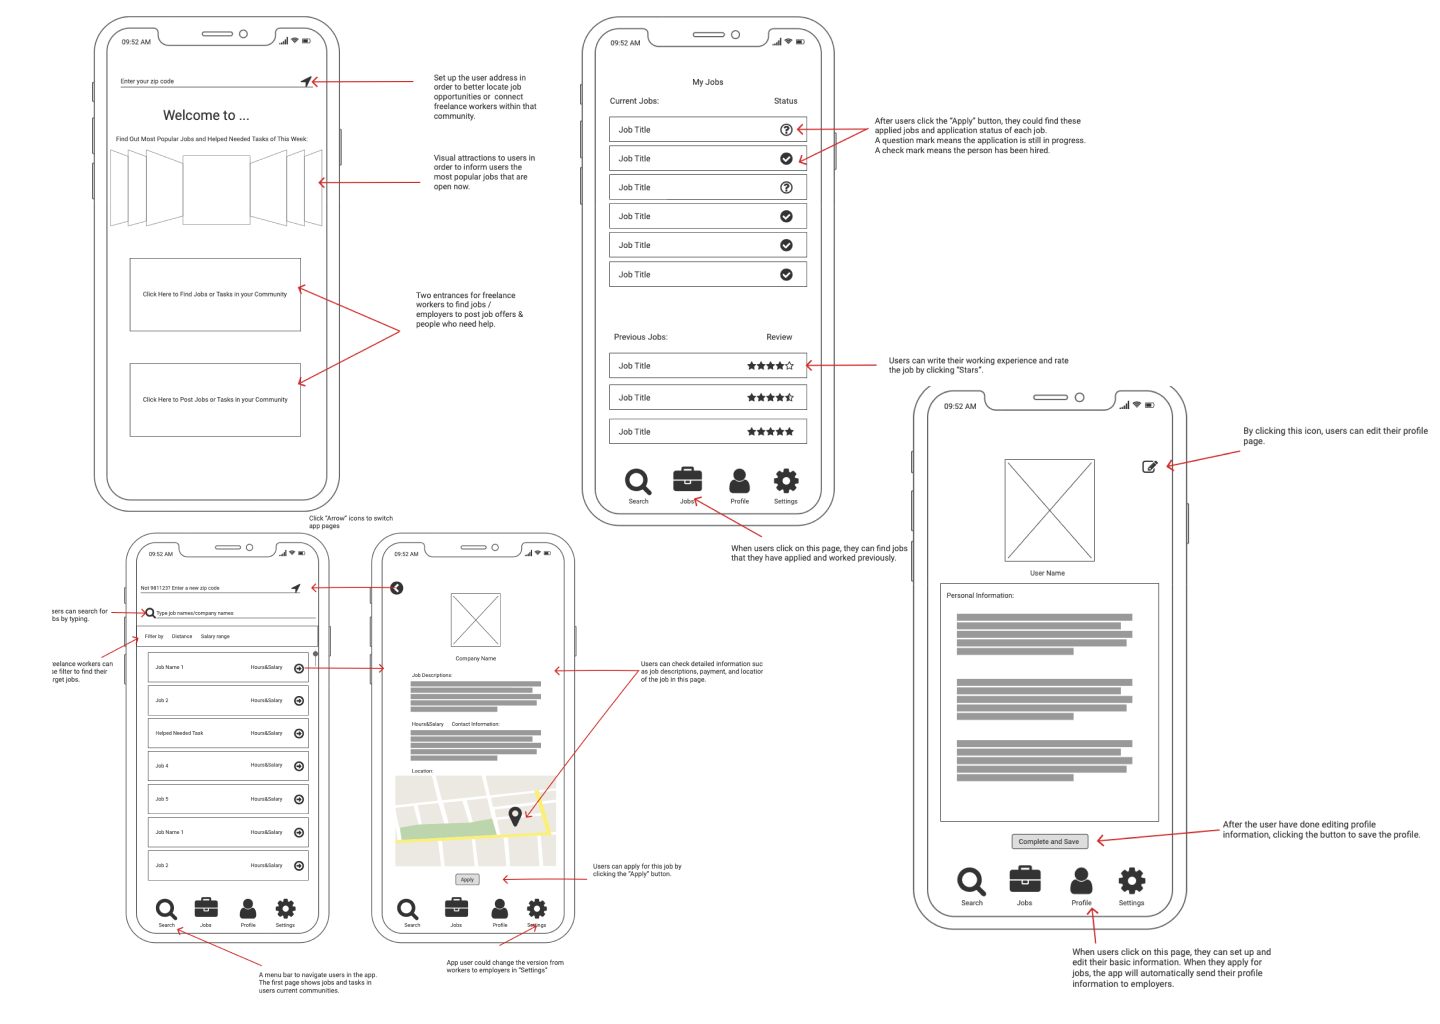 09:52 AM
Enter your zip code
Welcome to ...
Find Out Most Popular Jobs and Helped Needed Tasks of This Week:
Click Here to Find Jobs or Tasks in your Community
Click Here to Post Jobs or Tasks in your Community
Set up the user address in
order to better locate job
opportunities or connect
freelance workers within that
community.
Visual attractions to users in
order to inform users the
most popular jobs that are
open now.
Two entrances for freelance
workers to find jobs /
employers to post job offers &
people who need help.
09:52 AM
My Jobs
Current Jobs: Status
Job Title
Job Title
Job Title
Job Title
Job Title
Job Title
Previous Jobs: Review
Job Title
Job Title
Job Title
Search Jobs Profile Settings
After users click the "Apply" button, they could find these
applied jobs and application status of each job.
A question mark means the application is still in progress.
A check mark means the person has been hired.
Users can write their working experience and rate
the job by clicking "Stars".
When users click on this page, they can find jobs
that they have applied and worked previously.
09:52 AM
User Name
Personal Information:
Complete and Save
Search Jobs Profile Settings
By clicking this icon, users can edit their profile
page.
After the user have done editing profile
information, clicking the button to save the profile.
When users click on this page, they can set up and
edit their basic information. When they apply for
jobs, the app will automatically send their profile
information to employers.
Click "Arrow" icons to switch
app pages
09:52 AM
Not 981123? Enter a new zip code
Type job names/company names
Filter by Distance Salary range
Job Name 1 Hours&Salary
Job 2 Hours&Salary
Helped Needed Task Hours&Salary
Job 4 Hours&Salary
Job 5 Hours&Salary
Job Name 1 Hours&Salary
Job 2 Hours&Salary
Search Jobs Profile Settings
sers can search for
bs by typing.
eelance workers can
se filter to find their
rget jobs.
A menu bar to navigate users in the app.
The first page shows jobs and tasks in
users current communities.
09:52 AM
Company Name
Job Descriptions:
Hours&Salary Contact Information:
Location:
Apply
Search Jobs Profile Settings
Users can check detailed information suc
as job descriptions, payment, and location
of the job in this page.
Users can apply for this job by
clicking the "Apply" button.
App user could change the version from
workers to employers in "Settings"